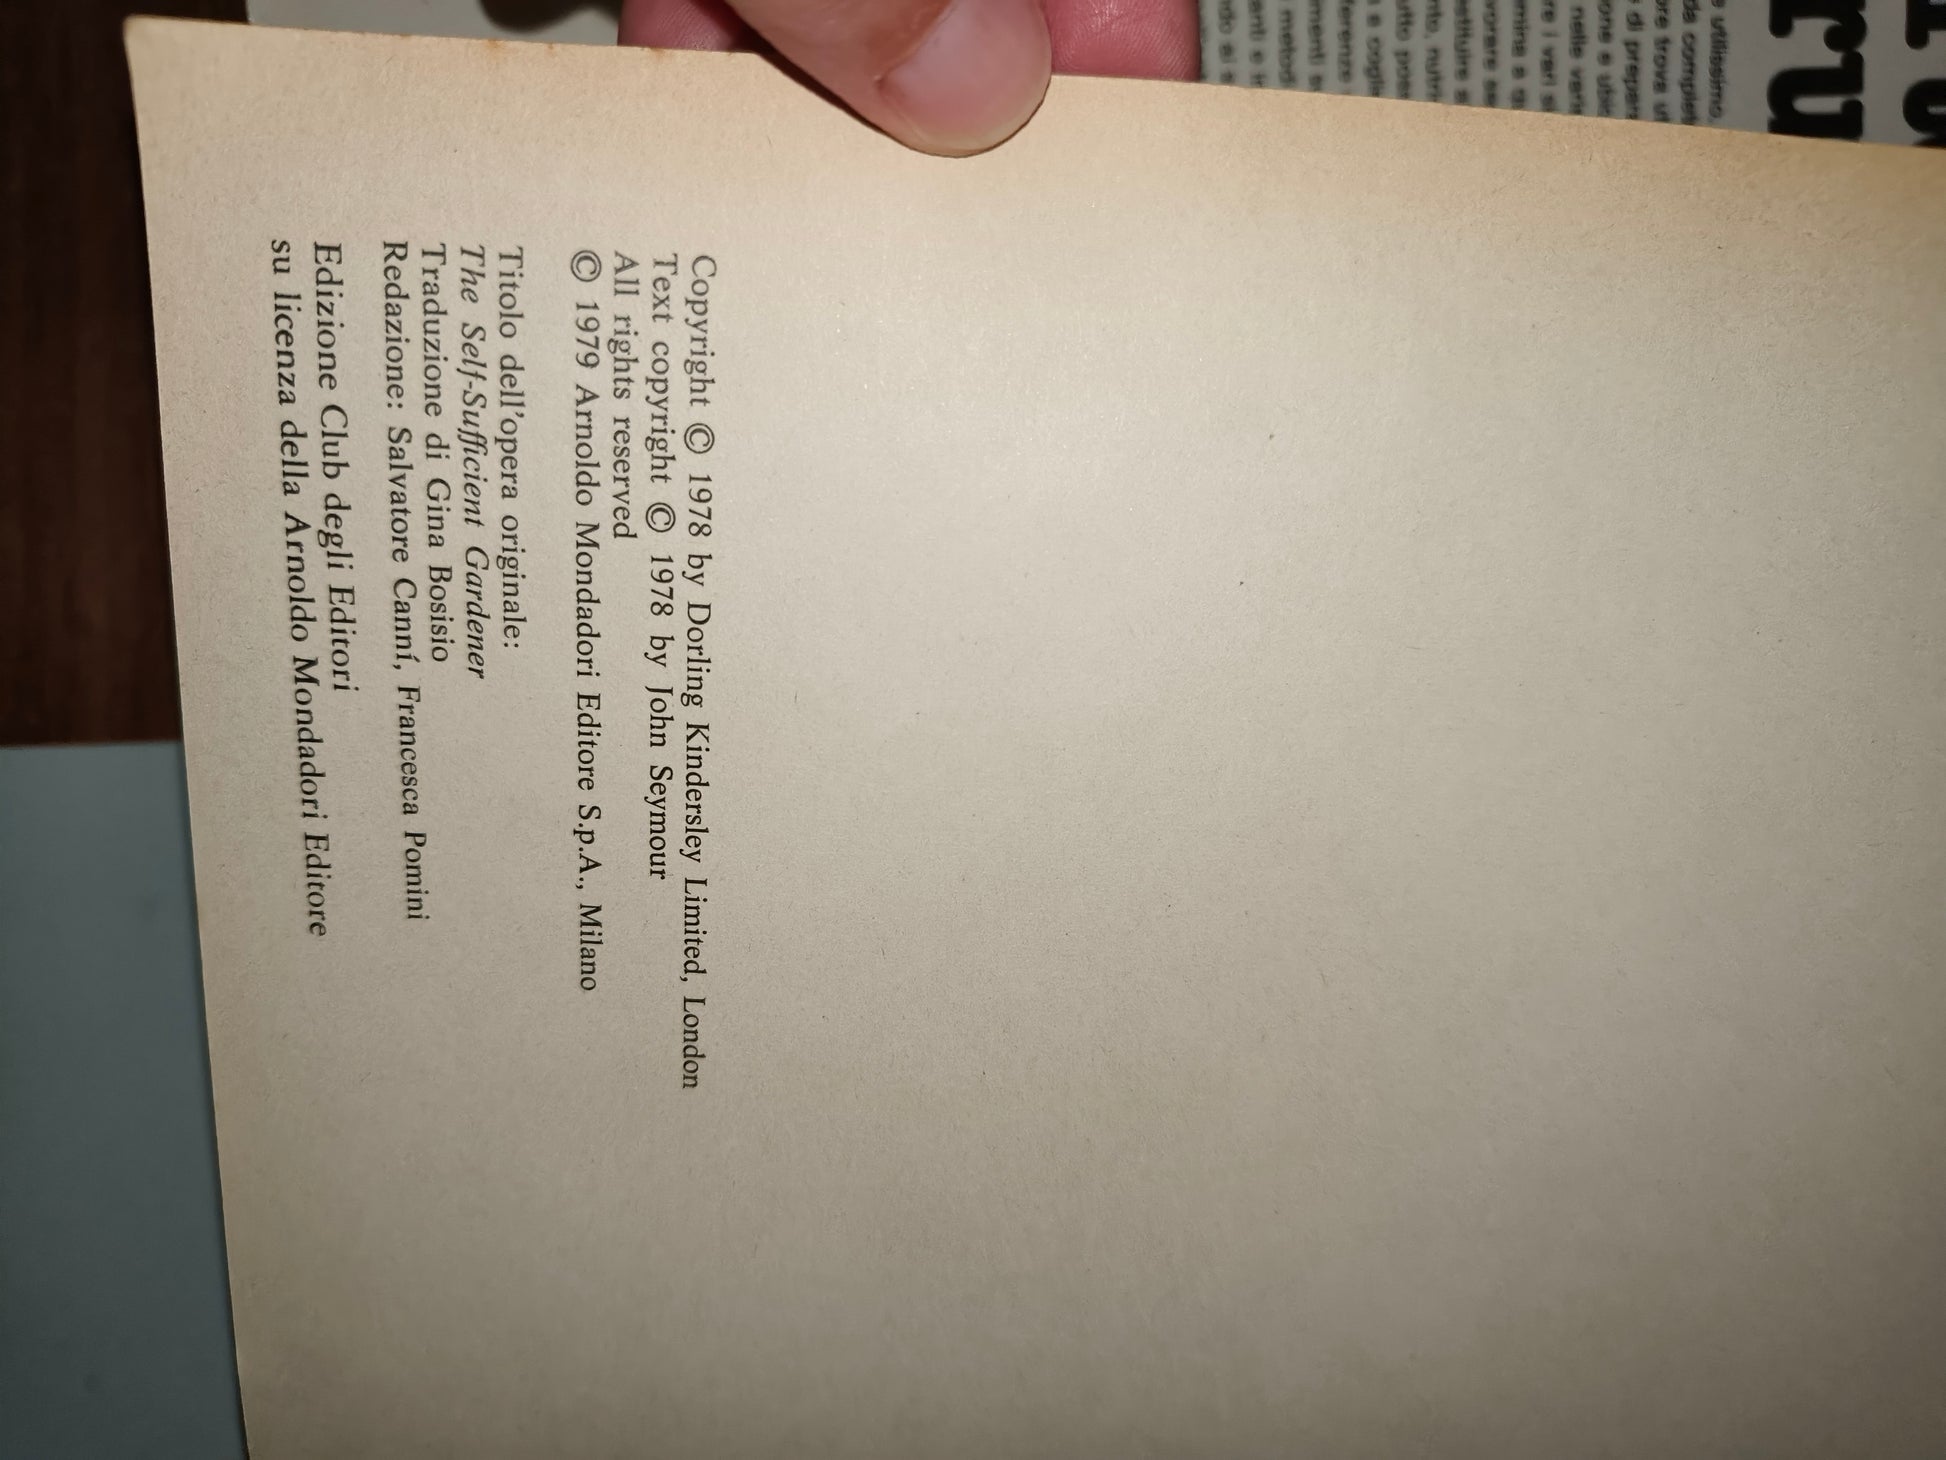 Copyright © 1978 by Dorling Kindersley Limited, London
Text copyright © 1978 by John Seymour
All rights reserved
© 1979 Arnoldo Mondadori Editore S.p.A., Milano
Titolo dell'opera originale:
The Self-Sufficient Gardener
Traduzione di Gina Bosisio
Redazione: Salvatore Canní, Francesca Pomini
Edizione Club degli Editori
su licenza della Arnoldo Mondadori Editore
utilissimo.